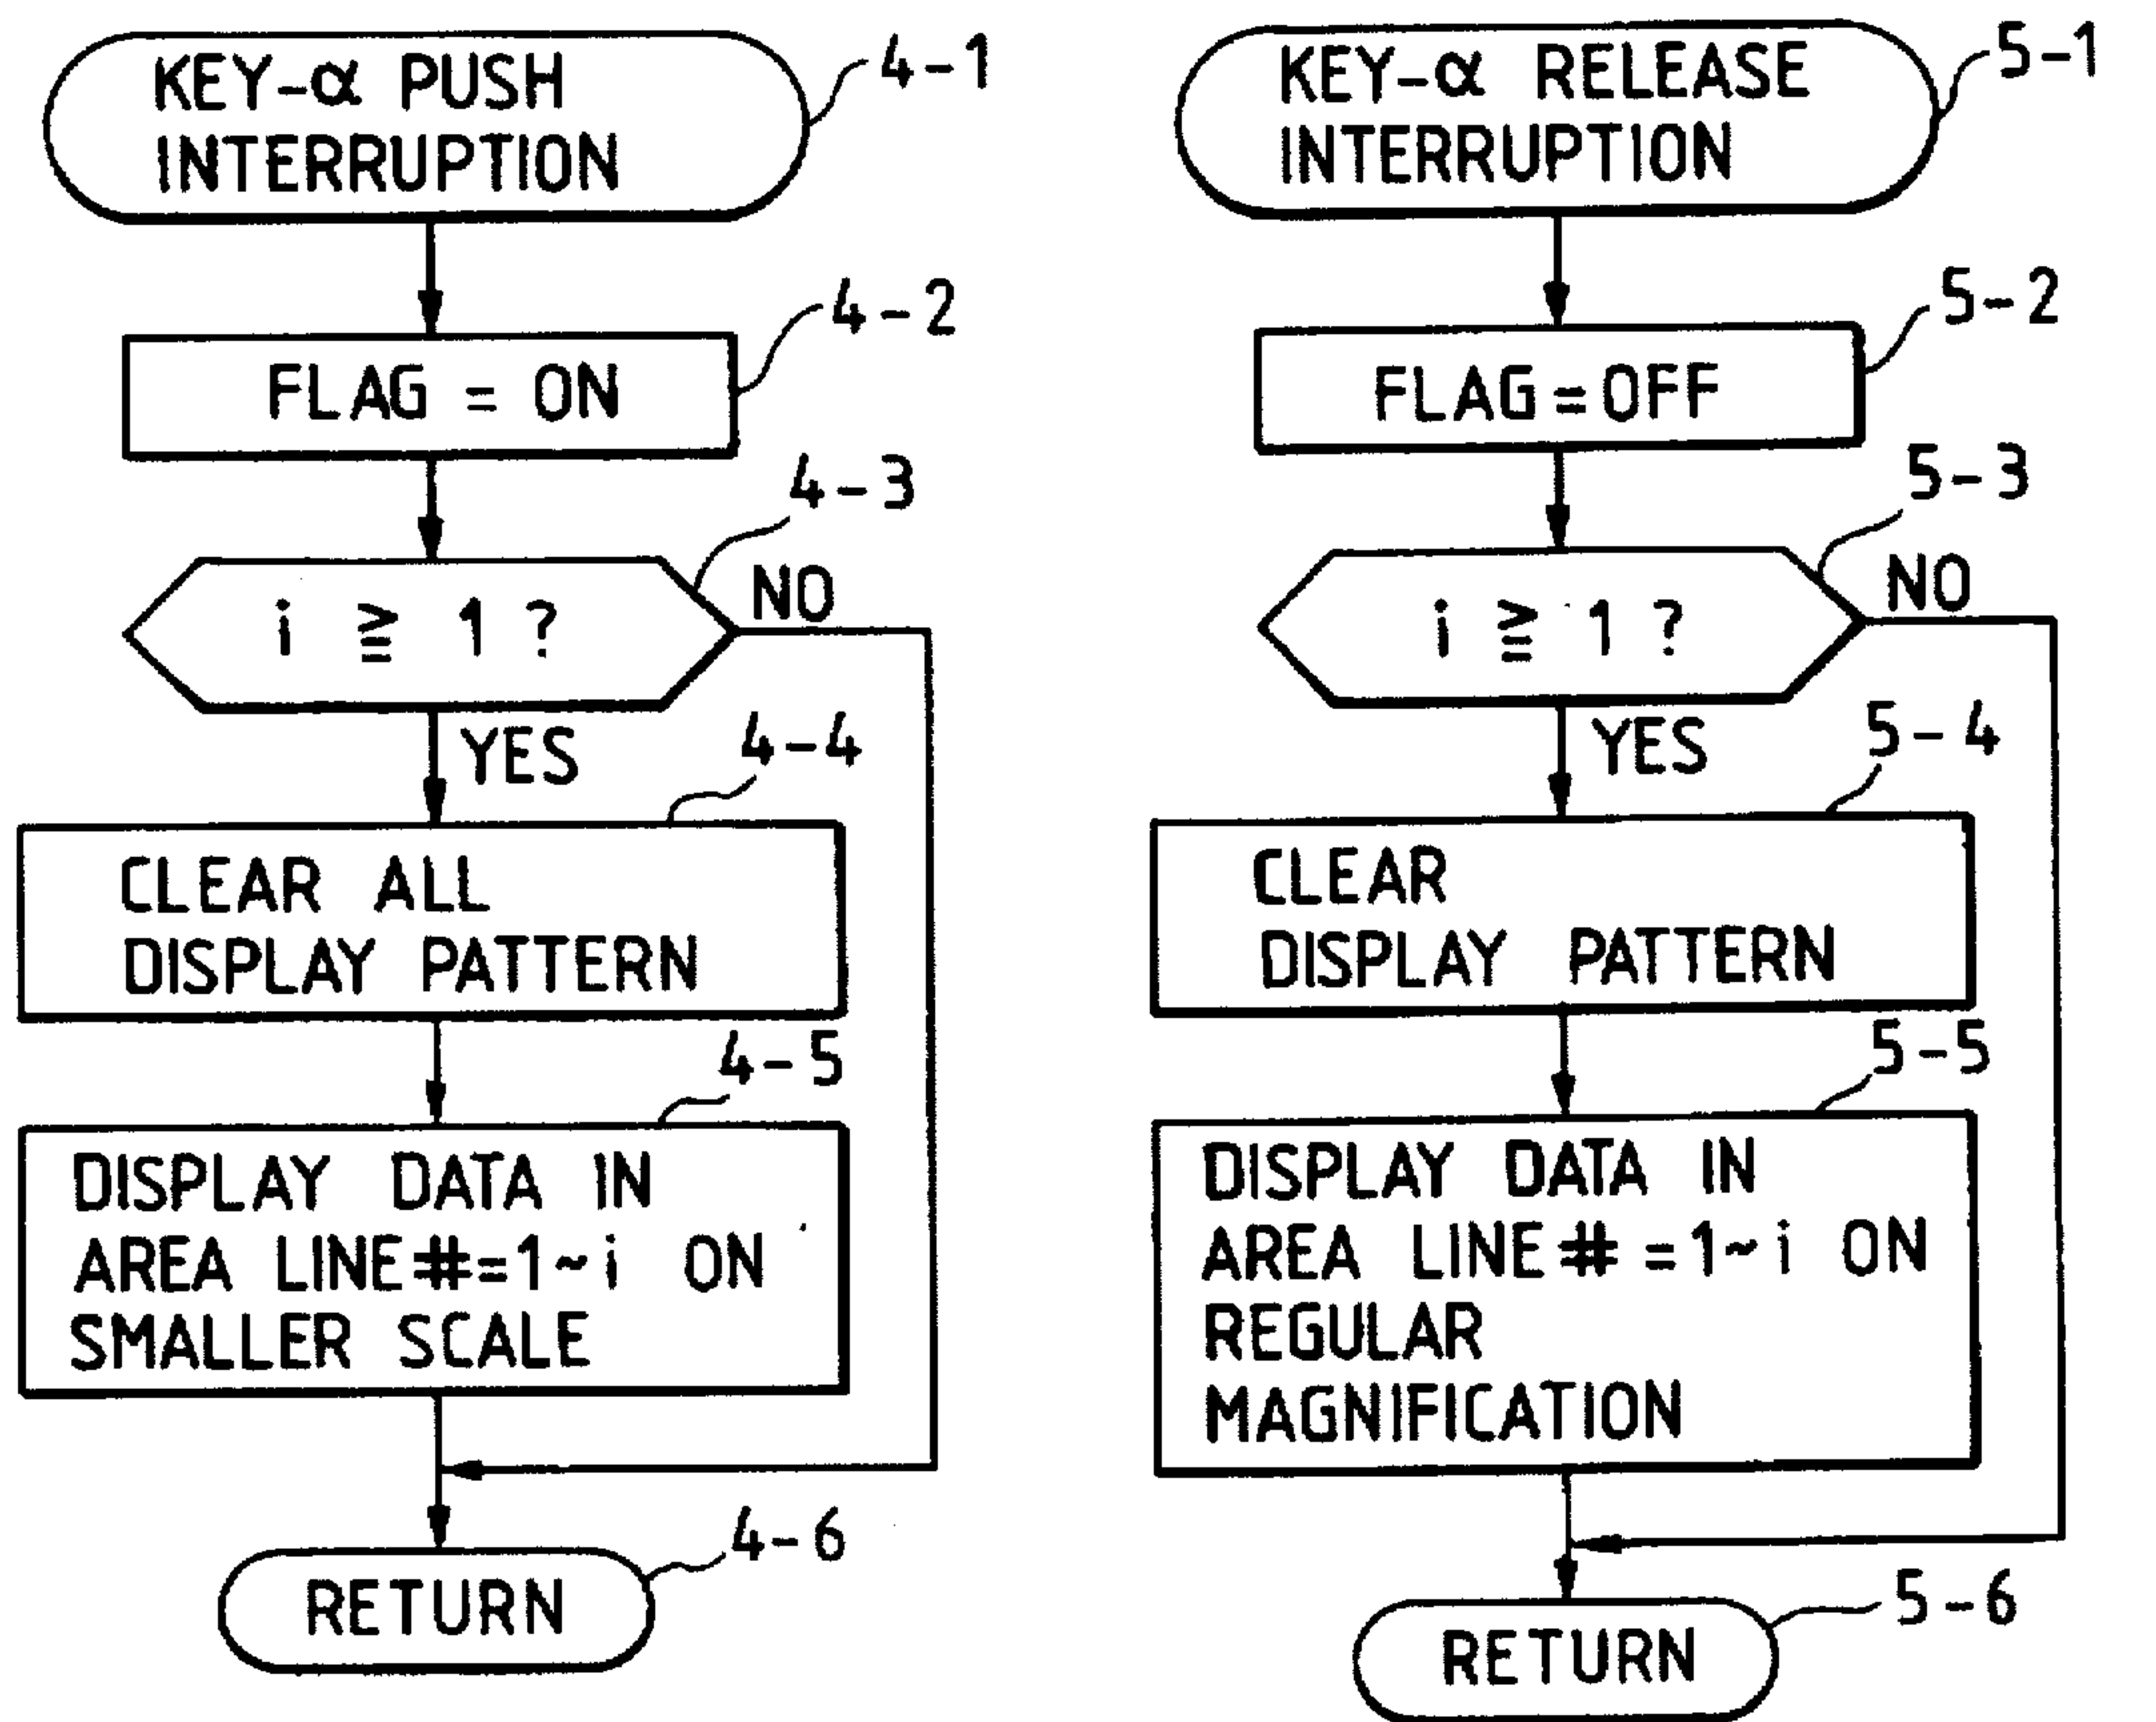 KEY-α PUSH
INTERRUPTION
4-1
FLAG = ON
4-2
i ≧ 1 ?
4-3
NO
YES
CLEAR ALL
DISPLAY PATTERN
4-4
DISPLAY DATA IN
AREA LINE#=1~i ON
SMALLER SCALE
4-5
RETURN
4-6
KEY-α RELEASE
INTERRUPTION
5-1
FLAG=OFF
5-2
i ≧ 1 ?
5-3
NO
YES
CLEAR
DISPLAY PATTERN
5-4
DISPLAY DATA IN
AREA LINE# =1~i ON
REGULAR
MAGNIFICATION
5-5
RETURN
5-6